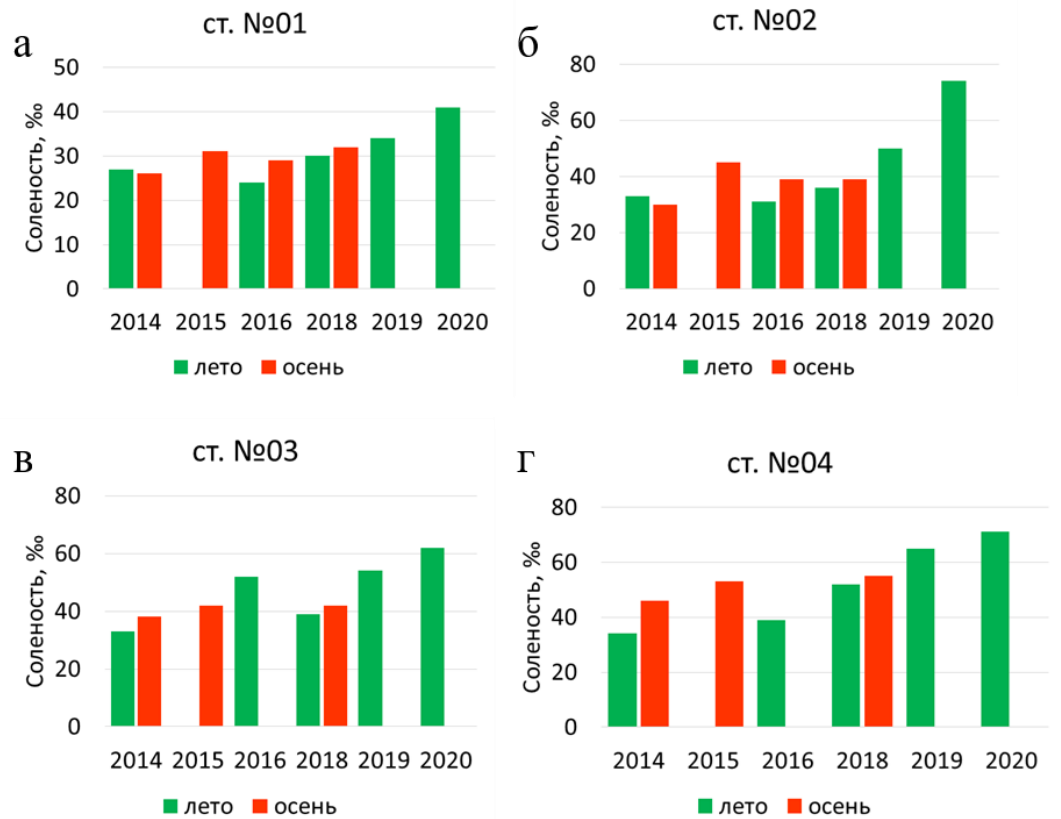 а
ст. №01
Соленость, ‰
50
40
30
20
10
0
2014 2015 2016 2018 2019 2020
лето осень
б
ст. №02
Соленость, ‰
80
60
40
20
0
2014 2015 2016 2018 2019 2020
лето осень
в
ст. №03
Соленость, ‰
80
60
40
20
0
2014 2015 2016 2018 2019 2020
лето осень
г
ст. №04
Соленость, ‰
80
60
40
20
0
2014 2015 2016 2018 2019 2020
лето осень